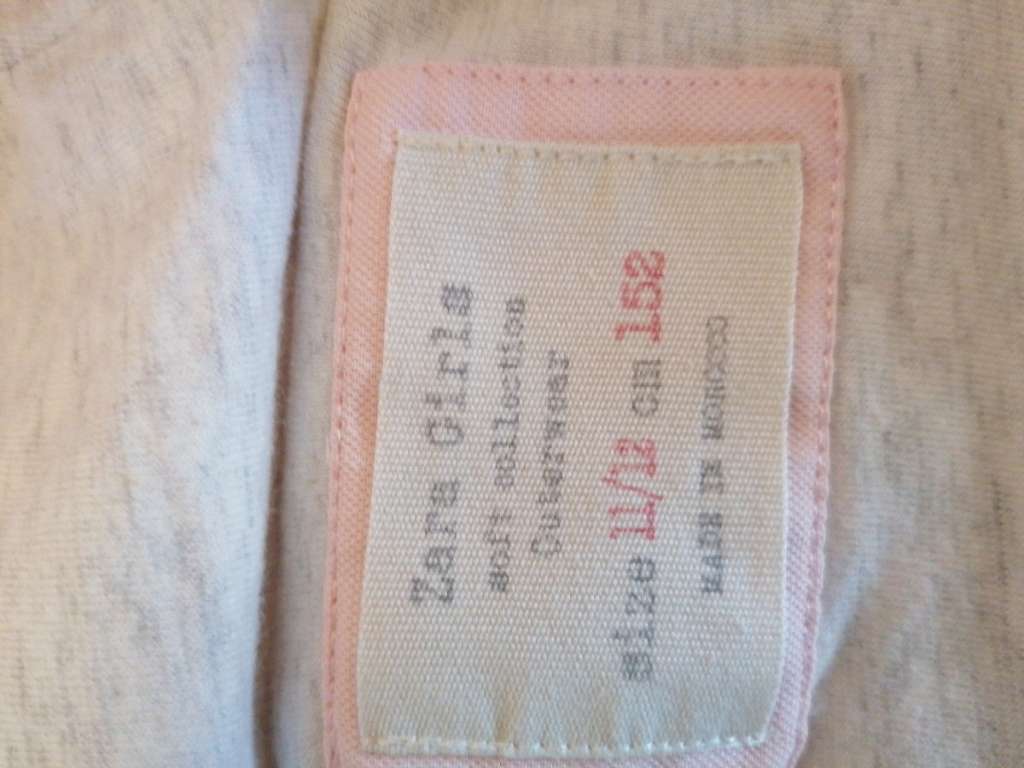 Zara Girls
soft collection
Outerwear
size 11/12 cm 152
MADE IN MOROCCO